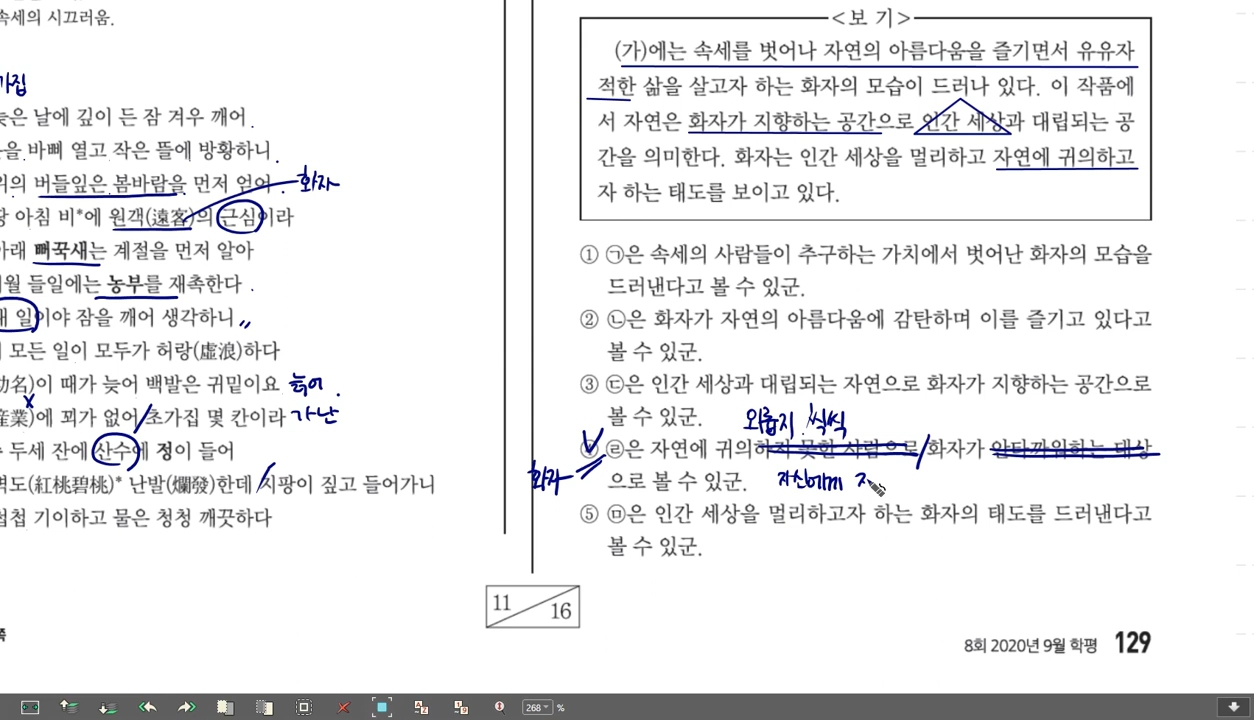 속세의 시끄러움.
가집
늦은 날에 깊이 든 잠 겨우 깨어
을 바삐 열고 작은 뜰에 방황하니
위의 버들잎은 봄바람을 먼저 얻어
화자
아침 비*에 원객(遠客)의 근심이라
아래 뻐꾹새는 계절을 먼저 알아
월 들일에는 농부를 재촉한다
일이야 잠을 깨어 생각하니
모든 일이 모두가 허랑(虛浪)하다
名)이 때가 늦어 백발은 귀밑이요 늙어
業)에 꾀가 없어 초가집 몇 칸이라 가난
두세 잔에 산수에 정이 들어
벽도(紅桃碧桃)* 난발(爛發)한데 지팡이 짚고 들어가니
첩첩 기이하고 물은 청청 깨끗하다
11 16
<보 기>
(가)에는 속세를 벗어나 자연의 아름다움을 즐기면서 유유자
적한 삶을 살고자 하는 화자의 모습이 드러나 있다. 이 작품에
서 자연은 화자가 지향하는 공간으로 인간 세상과 대립되는 공
간을 의미한다. 화자는 인간 세상을 멀리하고 자연에 귀의하고
자 하는 태도를 보이고 있다.
① ㉠은 속세의 사람들이 추구하는 가치에서 벗어난 화자의 모습을
드러낸다고 볼 수 있군.
② ㉡은 화자가 자연의 아름다움에 감탄하며 이를 즐기고 있다고
볼 수 있군.
③ ㉢은 인간 세상과 대립되는 자연으로 화자가 지향하는 공간으로
볼 수 있군.
외롭지 씩씩
④ ㉣은 자연에 귀의하지 못한 사람으로 화자가 안타까워하는 대상
화자
으로 볼 수 있군. 자신에게
⑤ ㉤은 인간 세상을 멀리하고자 하는 화자의 태도를 드러낸다고
볼 수 있군.
8회 2020년 9월 학평 129
268 %